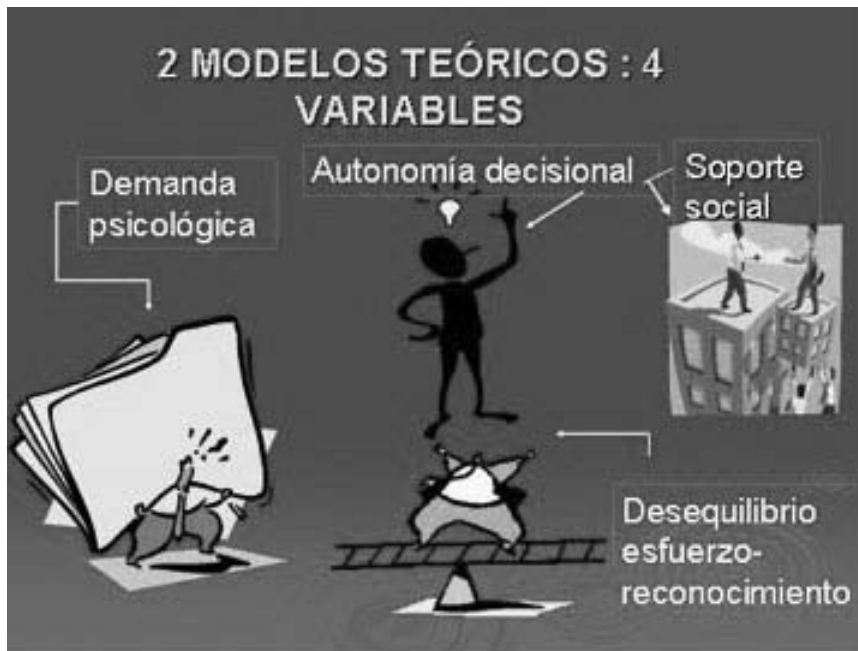 2 MODELOS TEÓRICOS : 4
VARIABLES
Demanda
psicológica
Autonomía decisional
Soporte
social
Desequilibrio
esfuerzo-
reconocimiento